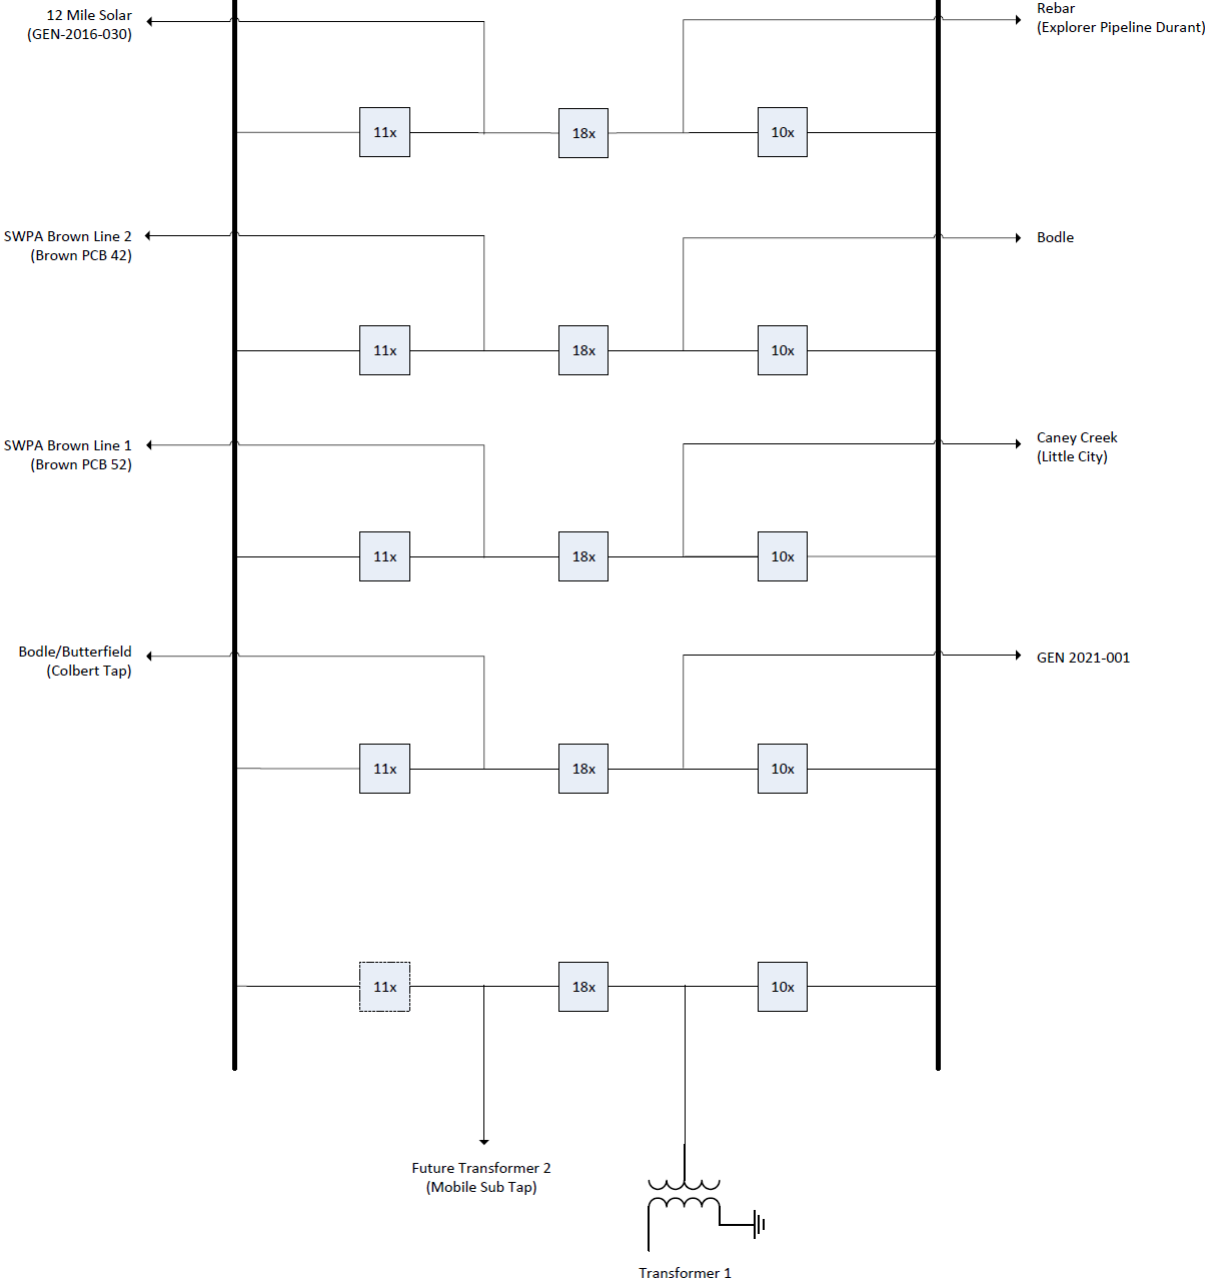 12 Mile Solar
(GEN-2016-030)
Rebar
(Explorer Pipeline Durant)
11x
18x
10x
SWPA Brown Line 2
(Brown PCB 42)
Bodle
11x
18x
10x
SWPA Brown Line 1
(Brown PCB 52)
Caney Creek
(Little City)
11x
18x
10x
Bodle/Butterfield
(Colbert Tap)
GEN 2021-001
11x
18x
10x
11x
18x
10x
Future Transformer 2
(Mobile Sub Tap)
Transformer 1